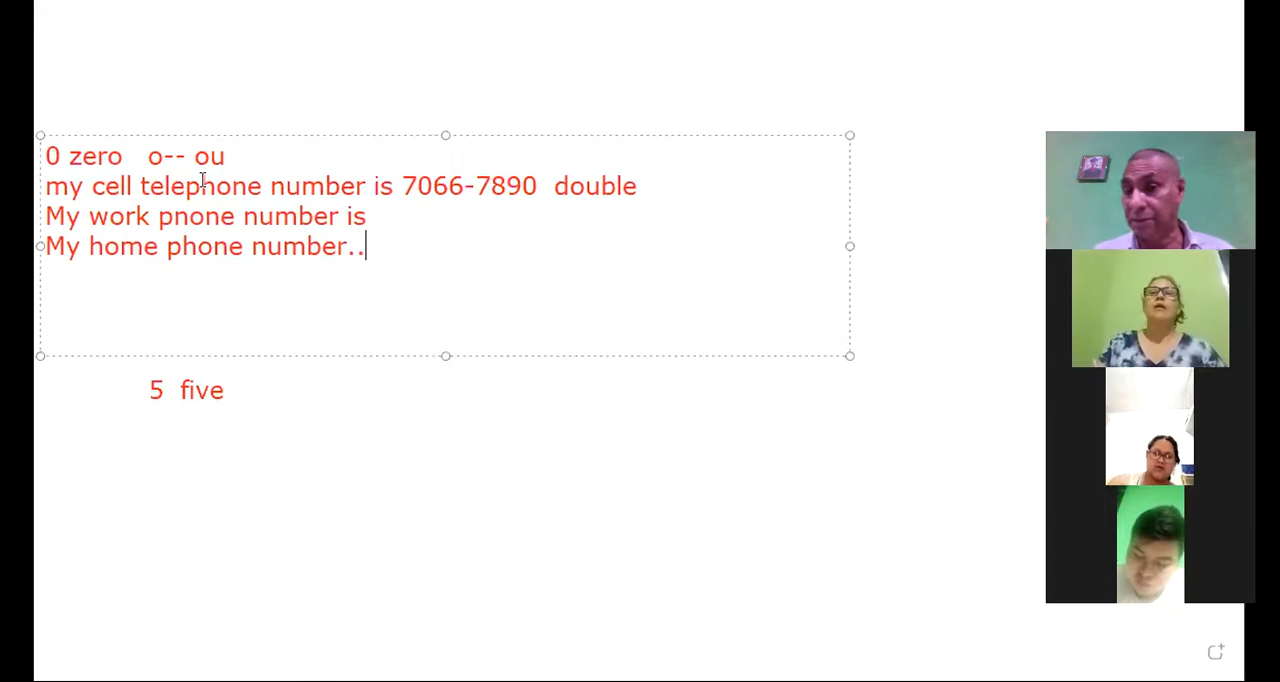 0 zero   o-- ou
my cell telephone number is 7066-7890  double
My work pnone number is
My home phone number..
5  five